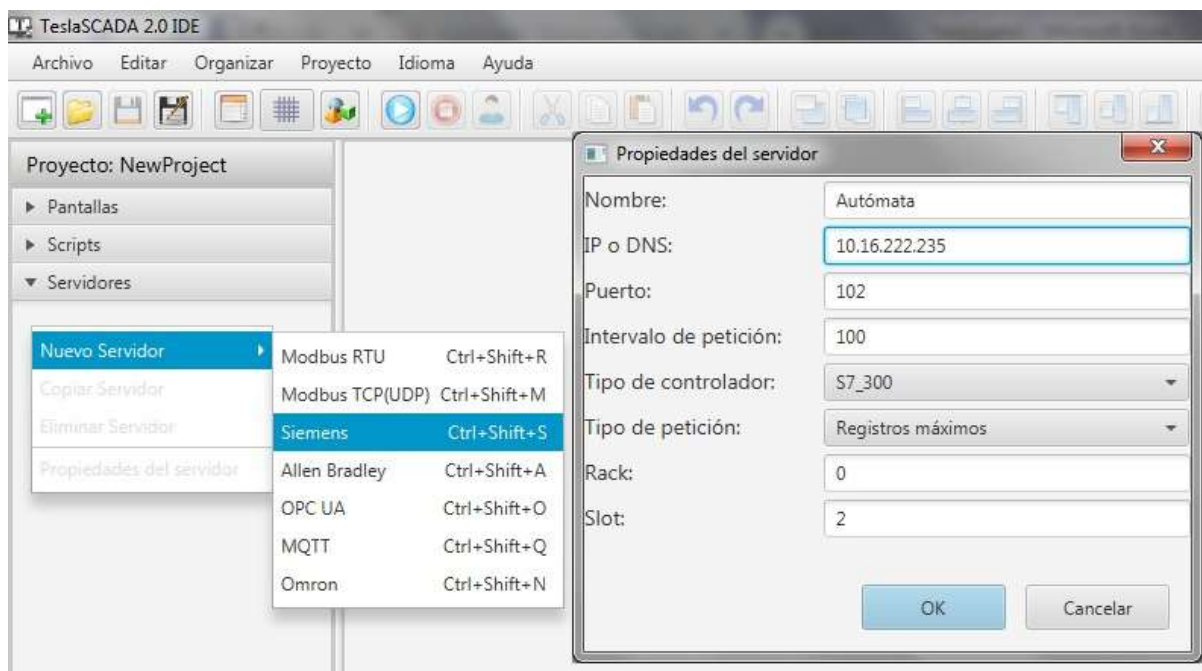 TeslaSCADA 2.0 IDE
Archivo Editar Organizar Proyecto Idioma Ayuda
Proyecto: NewProject
Pantallas
Scripts
Servidores
Nuevo Servidor
Copiar Servidor
Eliminar Servidor
Propiedades del servidor
Modbus RTU Ctrl+Shift+R
Modbus TCP(UDP) Ctrl+Shift+M
Siemens Ctrl+Shift+S
Allen Bradley Ctrl+Shift+A
OPC UA Ctrl+Shift+O
MQTT Ctrl+Shift+Q
Omron Ctrl+Shift+N
Propiedades del servidor
Nombre: Autómata
IP o DNS: 10.16.222.235
Puerto: 102
Intervalo de petición: 100
Tipo de controlador: S7_300
Tipo de petición: Registros máximos
Rack: 0
Slot: 2
OK Cancelar